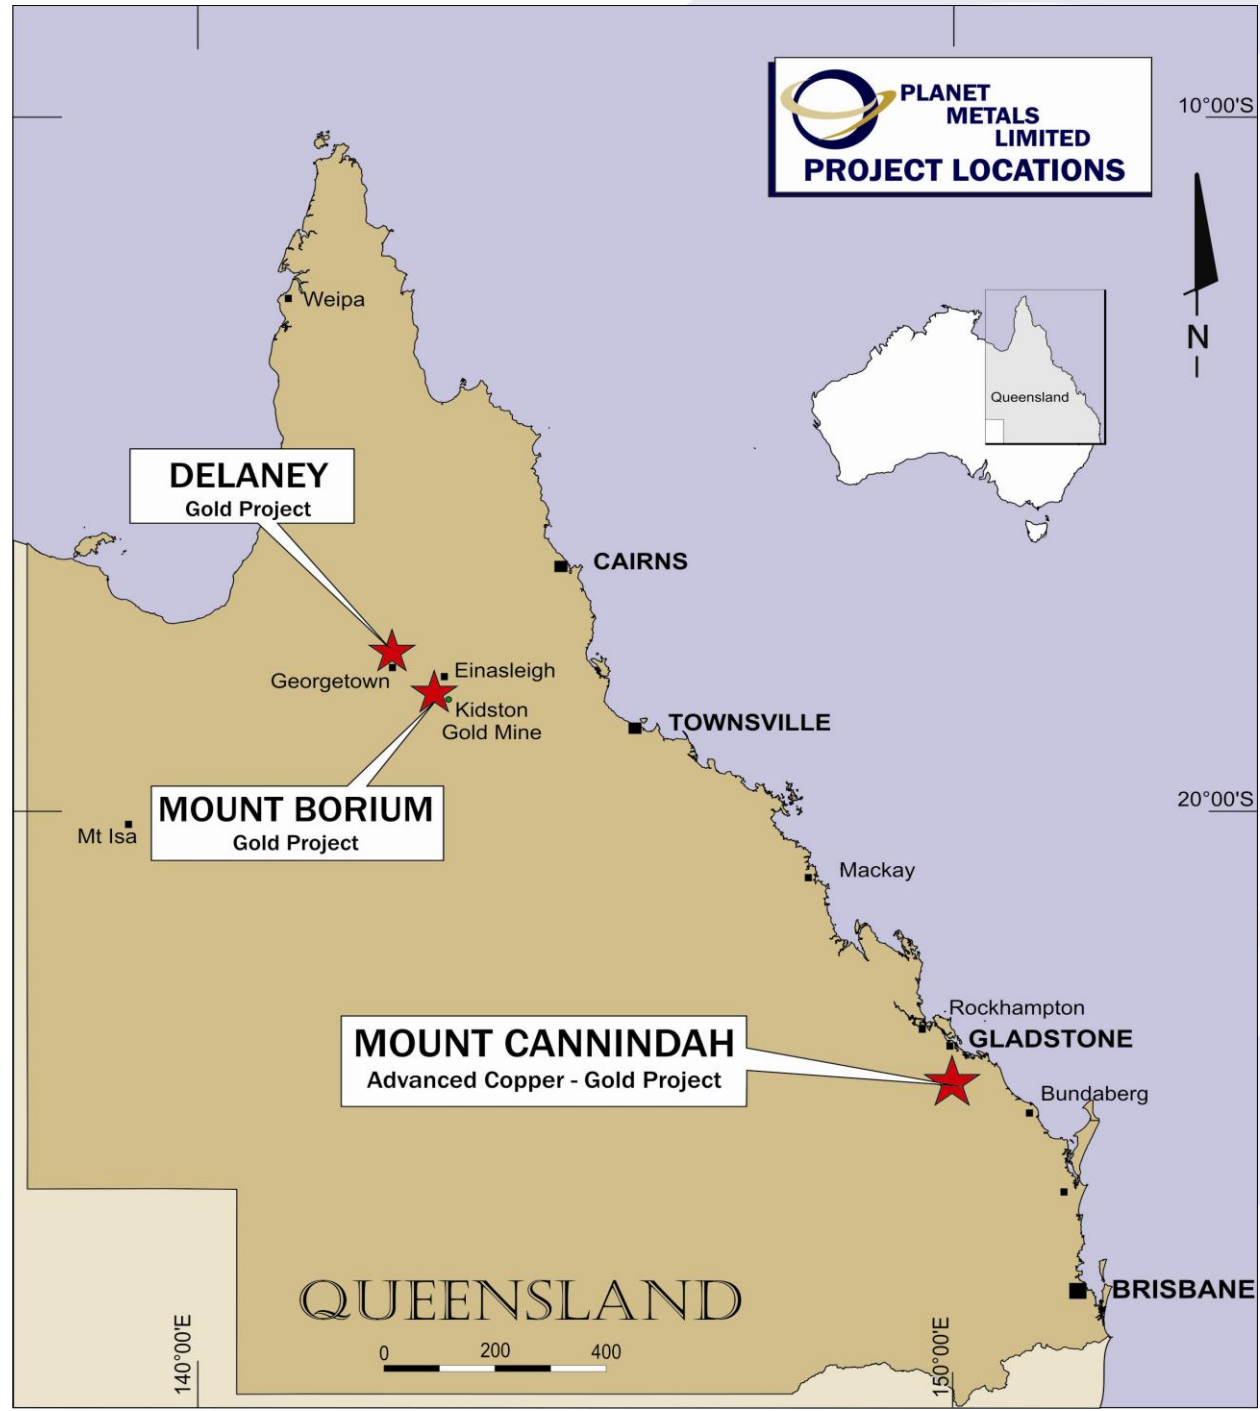 PLANET
METALS
LIMITED
PROJECT LOCATIONS
10°00'S
N
Weipa
Queensland
DELANEY
Gold Project
CAIRNS
Georgetown
Einasleigh
Kidston
Gold Mine
TOWNSVILLE
MOUNT BORIUM
Gold Project
20°00'S
Mt Isa
Mackay
Rockhampton
MOUNT CANNINDAH
Advanced Copper - Gold Project
GLADSTONE
Bundaberg
QUEENSLAND
BRISBANE
0 200 400
140°00'E
150°00'E